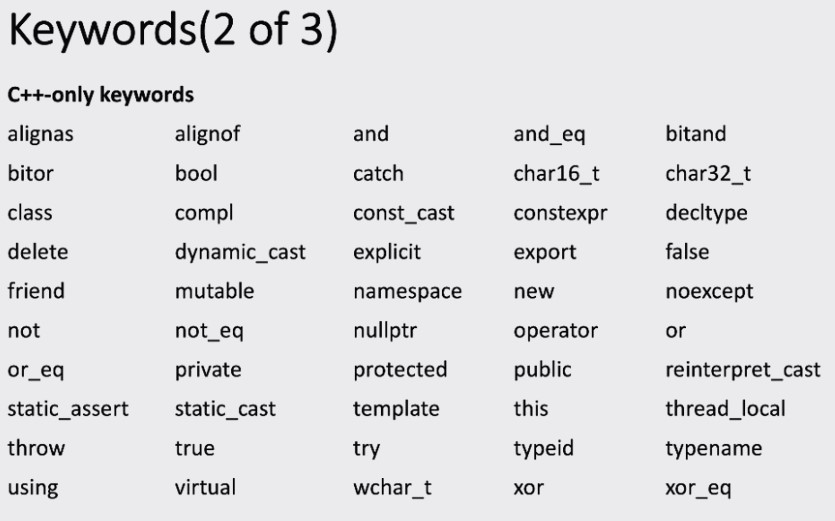 Keywords(2 of 3)
C++-only keywords
alignas alignof and and_eq bitand
bitor bool catch char16_t char32_t
class compl const_cast constexpr decltype
delete dynamic_cast explicit export false
friend mutable namespace new noexcept
not not_eq nullptr operator or
or_eq private protected public reinterpret_cast
static_assert static_cast template this thread_local
throw true try typeid typename
using virtual wchar_t xor xor_eq